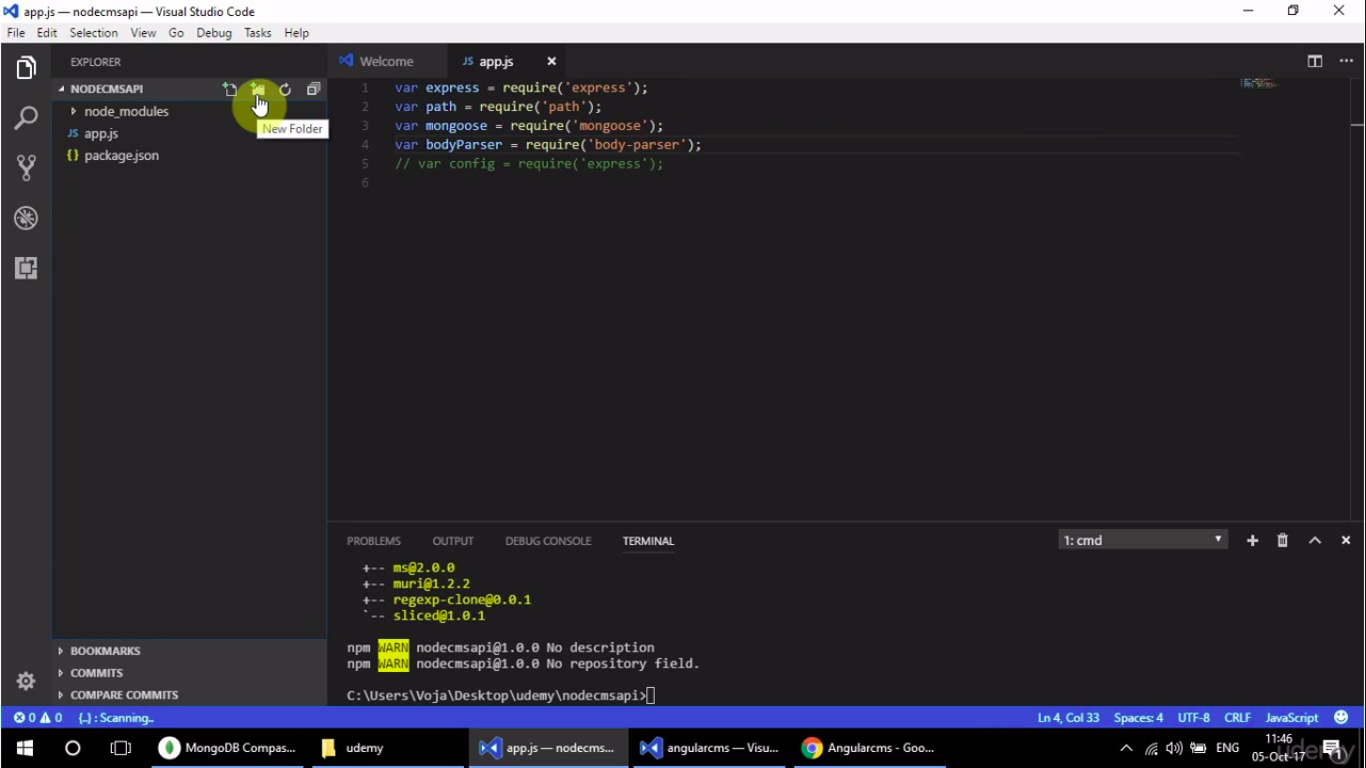 app.js — nodecmsapi — Visual Studio Code
File Edit Selection View Go Debug Tasks Help
EXPLORER
NODECMSAPI
New Folder
node_modules
JS app.js
{} package.json
BOOKMARKS
COMMITS
COMPARE COMMITS
Welcome
JS app.js
1 var express = require('express');
2 var path = require('path');
3 var mongoose = require('mongoose');
4 var bodyParser = require('body-parser');
5 // var config = require('express');
6
PROBLEMS OUTPUT DEBUG CONSOLE TERMINAL 1: cmd
+-- ms@2.0.0
+-- muri@1.2.2
+-- regexp-clone@0.0.1
`-- sliced@1.0.1
npm WARN nodecmsapi@1.0.0 No description
npm WARN nodecmsapi@1.0.0 No repository field.
C:\Users\Voja\Desktop\udemy\nodecmsapi>
0 0 {..} : Scanning.. Ln 4, Col 33 Spaces: 4 UTF-8 CRLF JavaScript
MongoDB Compas... udemy app.js — nodecms... angularcms — Visu... Angularcms - Goo... ENG
11:46
05-Oct-17
1
udemy